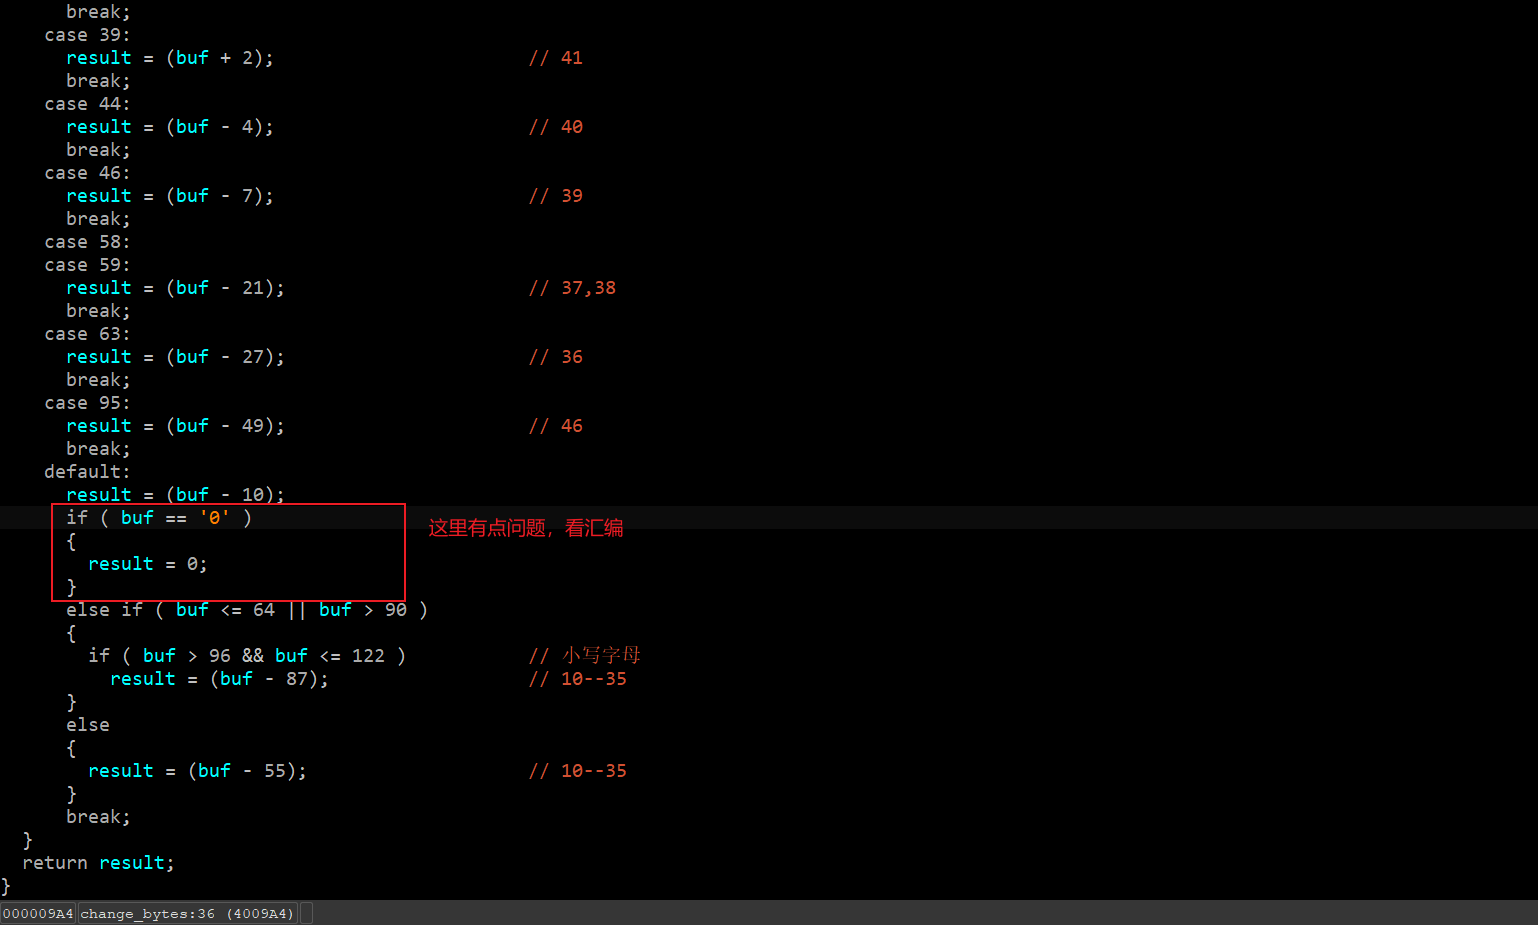 break;
case 39:
result = (buf + 2); // 41
break;
case 44:
result = (buf - 4); // 40
break;
case 46:
result = (buf - 7); // 39
break;
case 58:
case 59:
result = (buf - 21); // 37,38
break;
case 63:
result = (buf - 27); // 36
break;
case 95:
result = (buf - 49); // 46
break;
default:
result = (buf - 10);
if ( buf == '0' )
这里有点问题，看汇编
{
result = 0;
}
else if ( buf <= 64 || buf > 90 )
{
if ( buf > 96 && buf <= 122 ) // 小写字母
result = (buf - 87); // 10--35
}
else
{
result = (buf - 55); // 10--35
}
break;
}
return result;
}
000009A4 change_bytes:36 (4009A4)